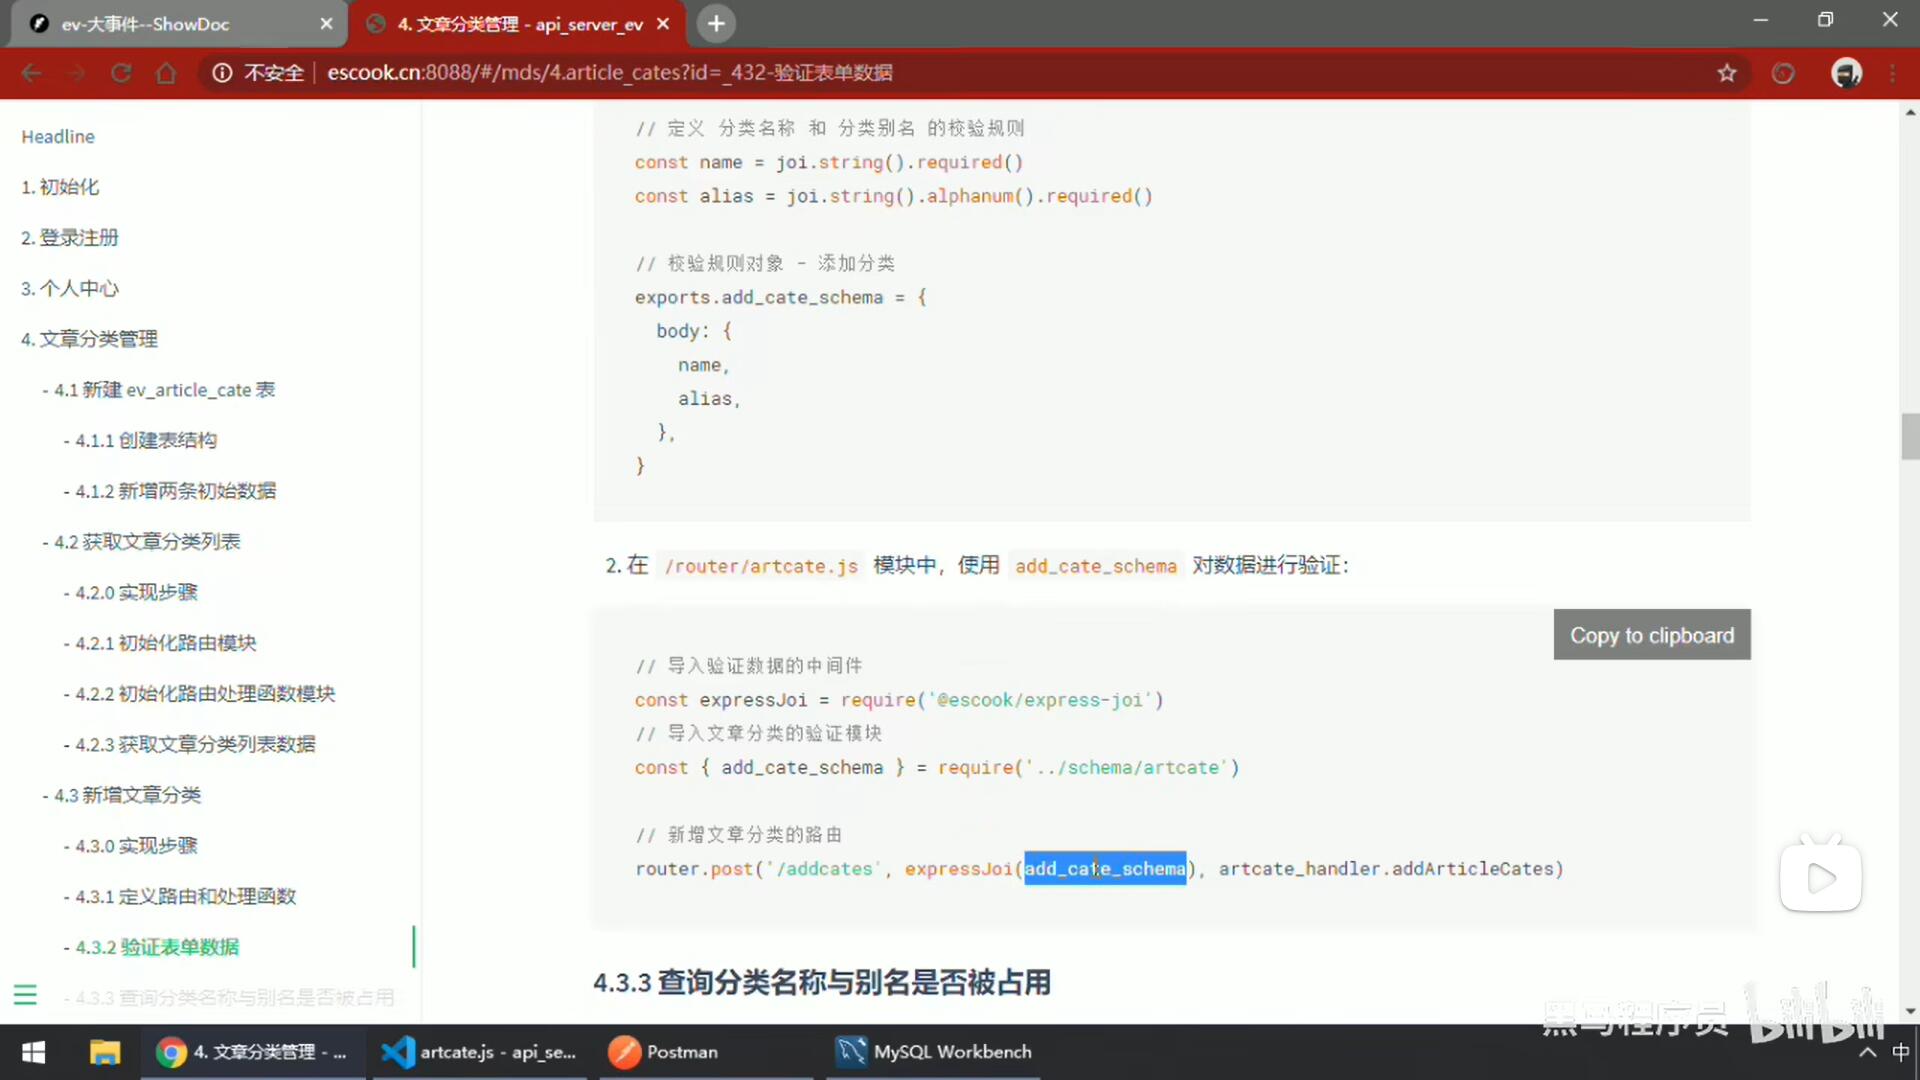 ev-大事件--ShowDoc
4. 文章分类管理 - api_server_ev
不安全
escook.cn:8088/#/mds/4.article_cates?id=_432-验证表单数据
Headline
1. 初始化
2. 登录注册
3. 个人中心
4. 文章分类管理
- 4.1 新建 ev_article_cate 表
- 4.1.1 创建表结构
- 4.1.2 新增两条初始数据
- 4.2 获取文章分类列表
- 4.2.0 实现步骤
- 4.2.1 初始化路由模块
- 4.2.2 初始化路由处理函数模块
- 4.2.3 获取文章分类列表数据
- 4.3 新增文章分类
- 4.3.0 实现步骤
- 4.3.1 定义路由和处理函数
- 4.3.2 验证表单数据
- 4.3.3 查询分类名称与别名是否被占用
// 定义 分类名称 和 分类别名 的校验规则
const name = joi.string().required()
const alias = joi.string().alphanum().required()
// 校验规则对象 - 添加分类
exports.add_cate_schema = {
body: {
name,
alias,
},
}
2. 在 /router/artcate.js 模块中，使用 add_cate_schema 对数据进行验证：
Copy to clipboard
// 导入验证数据的中间件
const expressJoi = require('@escook/express-joi')
// 导入文章分类的验证模块
const { add_cate_schema } = require('../schema/artcate')
// 新增文章分类的路由
router.post('/addcates', expressJoi(add_cate_schema), artcate_handler.addArticleCates)
4.3.3 查询分类名称与别名是否被占用
黑马程序员 bilibili
4. 文章分类管理 - ...
artcate.js - api_se...
Postman
MySQL Workbench
中